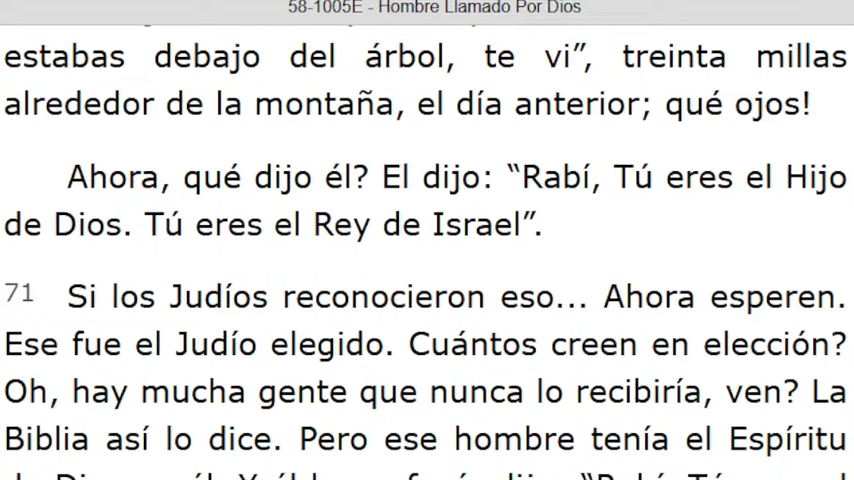 58-1005E - Hombre Llamado Por Dios
estabas debajo del árbol, te vi”, treinta millas
alrededor de la montaña, el día anterior; qué ojos!
Ahora, qué dijo él? El dijo: “Rabí, Tú eres el Hijo
de Dios. Tú eres el Rey de Israel”.
71 Si los Judíos reconocieron eso... Ahora esperen.
Ese fue el Judío elegido. Cuántos creen en elección?
Oh, hay mucha gente que nunca lo recibiría, ven? La
Biblia así lo dice. Pero ese hombre tenía el Espíritu